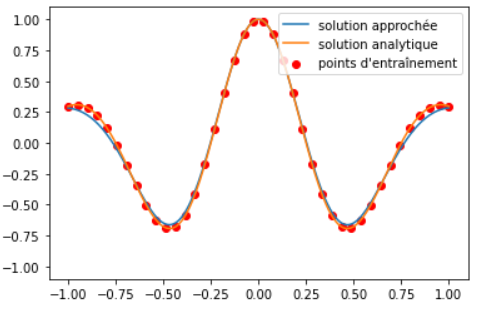 solution approchée
solution analytique
points d'entraînement
1.00
0.75
0.50
0.25
0.00
−0.25
−0.50
−0.75
−1.00
−1.00 −0.75 −0.50 −0.25 0.00 0.25 0.50 0.75 1.00